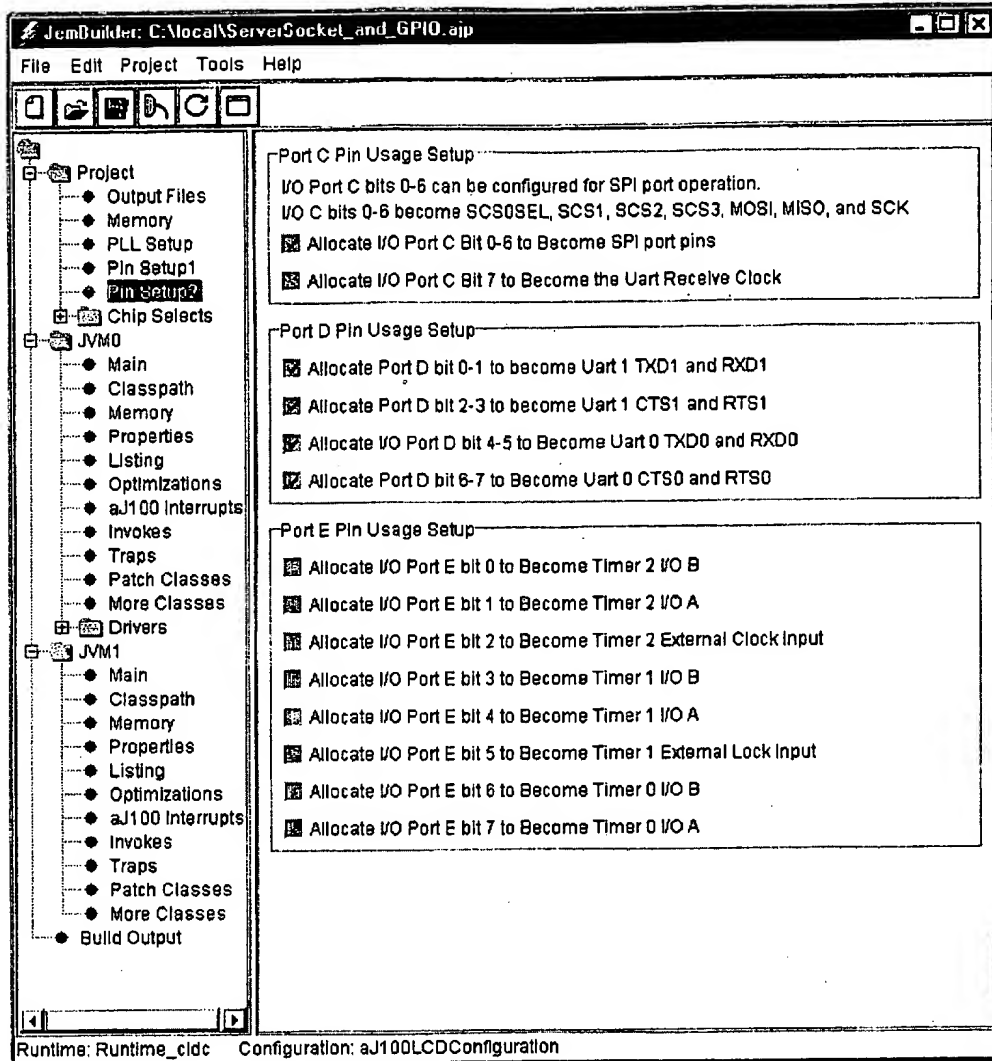 JemBuilder: C:\local\ServerSocket_and_GPIO.ajp
File Edit Project Tools Help
Project
Output Files
Memory
PLL Setup
Pin Setup1
Pin Setup2
Chip Selects
JVM0
Main
Classpath
Memory
Properties
Listing
Optimizations
aJ100 Interrupts
Invokes
Traps
Patch Classes
More Classes
Drivers
JVM1
Main
Classpath
Memory
Properties
Listing
Optimizations
aJ100 Interrupts
Invokes
Traps
Patch Classes
More Classes
Build Output
Port C Pin Usage Setup
I/O Port C bits 0-6 can be configured for SPI port operation.
I/O C bits 0-6 become SCS0SEL, SCS1, SCS2, SCS3, MOSI, MISO, and SCK
Allocate I/O Port C Bit 0-6 to Become SPI port pins
Allocate I/O Port C Bit 7 to Become the Uart Receive Clock
Port D Pin Usage Setup
Allocate Port D bit 0-1 to become Uart 1 TXD1 and RXD1
Allocate Port D bit 2-3 to become Uart 1 CTS1 and RTS1
Allocate I/O Port D bit 4-5 to Become Uart 0 TXD0 and RXD0
Allocate Port D bit 6-7 to Become Uart 0 CTS0 and RTS0
Port E Pin Usage Setup
Allocate I/O Port E bit 0 to Become Timer 2 I/O B
Allocate I/O Port E bit 1 to Become Timer 2 I/O A
Allocate I/O Port E bit 2 to Become Timer 2 External Clock Input
Allocate I/O Port E bit 3 to Become Timer 1 I/O B
Allocate I/O Port E bit 4 to Become Timer 1 I/O A
Allocate I/O Port E bit 5 to Become Timer 1 External Lock Input
Allocate I/O Port E bit 6 to Become Timer 0 I/O B
Allocate I/O Port E bit 7 to Become Timer 0 I/O A
Runtime: Runtime_cldc Configuration: aJ100LCDConfiguration